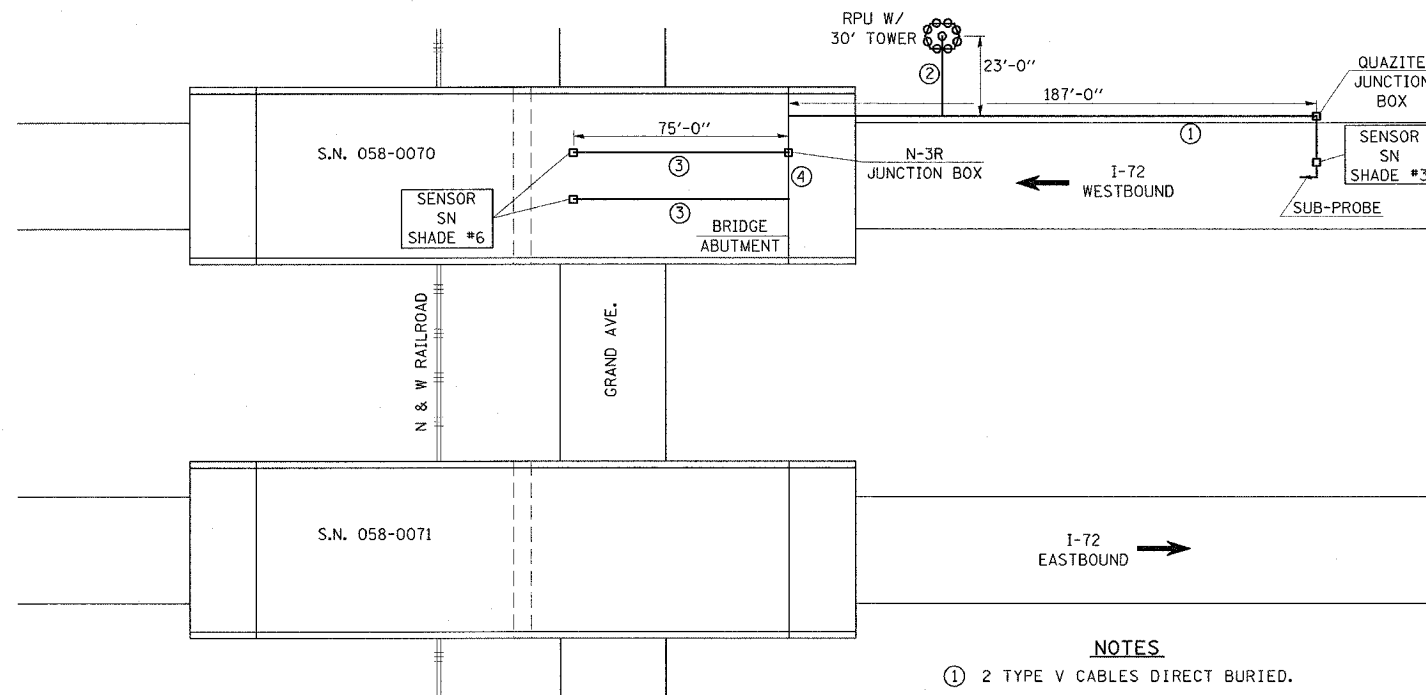 RPU W/
30' TOWER
②
23'-0''
QUAZITE
JUNCTION
BOX
187'-0''
①
75'-0''
S.N. 058-0070
③
N-3R
JUNCTION BOX
④
I-72
WESTBOUND
SENSOR
SN
SHADE #3
SUB-PROBE
SENSOR
SN
SHADE #6
③
BRIDGE
ABUTMENT
N & W RAILROAD
GRAND AVE.
S.N. 058-0071
I-72
EASTBOUND
NOTES
① 2 TYPE V CABLES DIRECT BURIED.